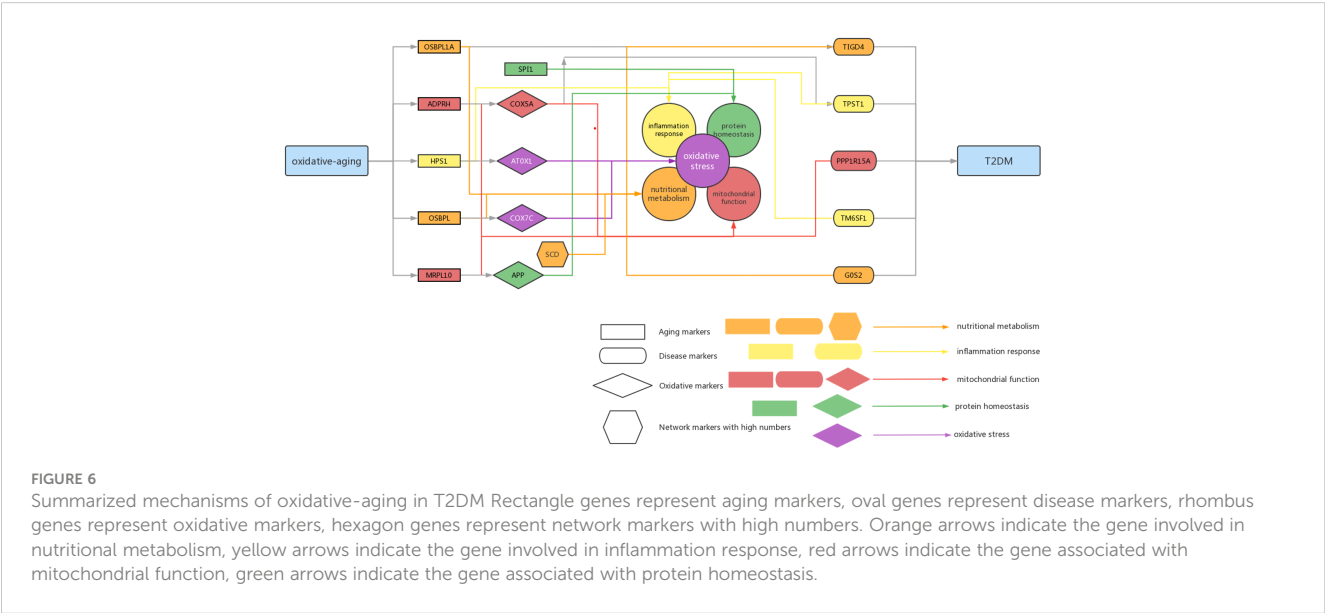 OSBPL1A
TIGD4
SPI1
ADPRH
COX5A
TPST1
inflammation
response
protein
homeostasis
oxidative-aging
HPS1
ATOX1
oxidative
stress
PPP1R15A
T2DM
nutritional
metabolism
mitochondrial
function
OSBPL
COX7C
TM6SF1
SCD
MRPL10
APP
G0S2
Aging markers
nutritional metabolism
Disease markers
inflammation response
Oxidative markers
mitochondrial function
protein homeostasis
Network markers with high numbers
oxidative stress
FIGURE 6
Summarized mechanisms of oxidative-aging in T2DM Rectangle genes represent aging markers, oval genes represent disease markers, rhombus
genes represent oxidative markers, hexagon genes represent network markers with high numbers. Orange arrows indicate the gene involved in
nutritional metabolism, yellow arrows indicate the gene involved in inflammation response, red arrows indicate the gene associated with
mitochondrial function, green arrows indicate the gene associated with protein homeostasis.